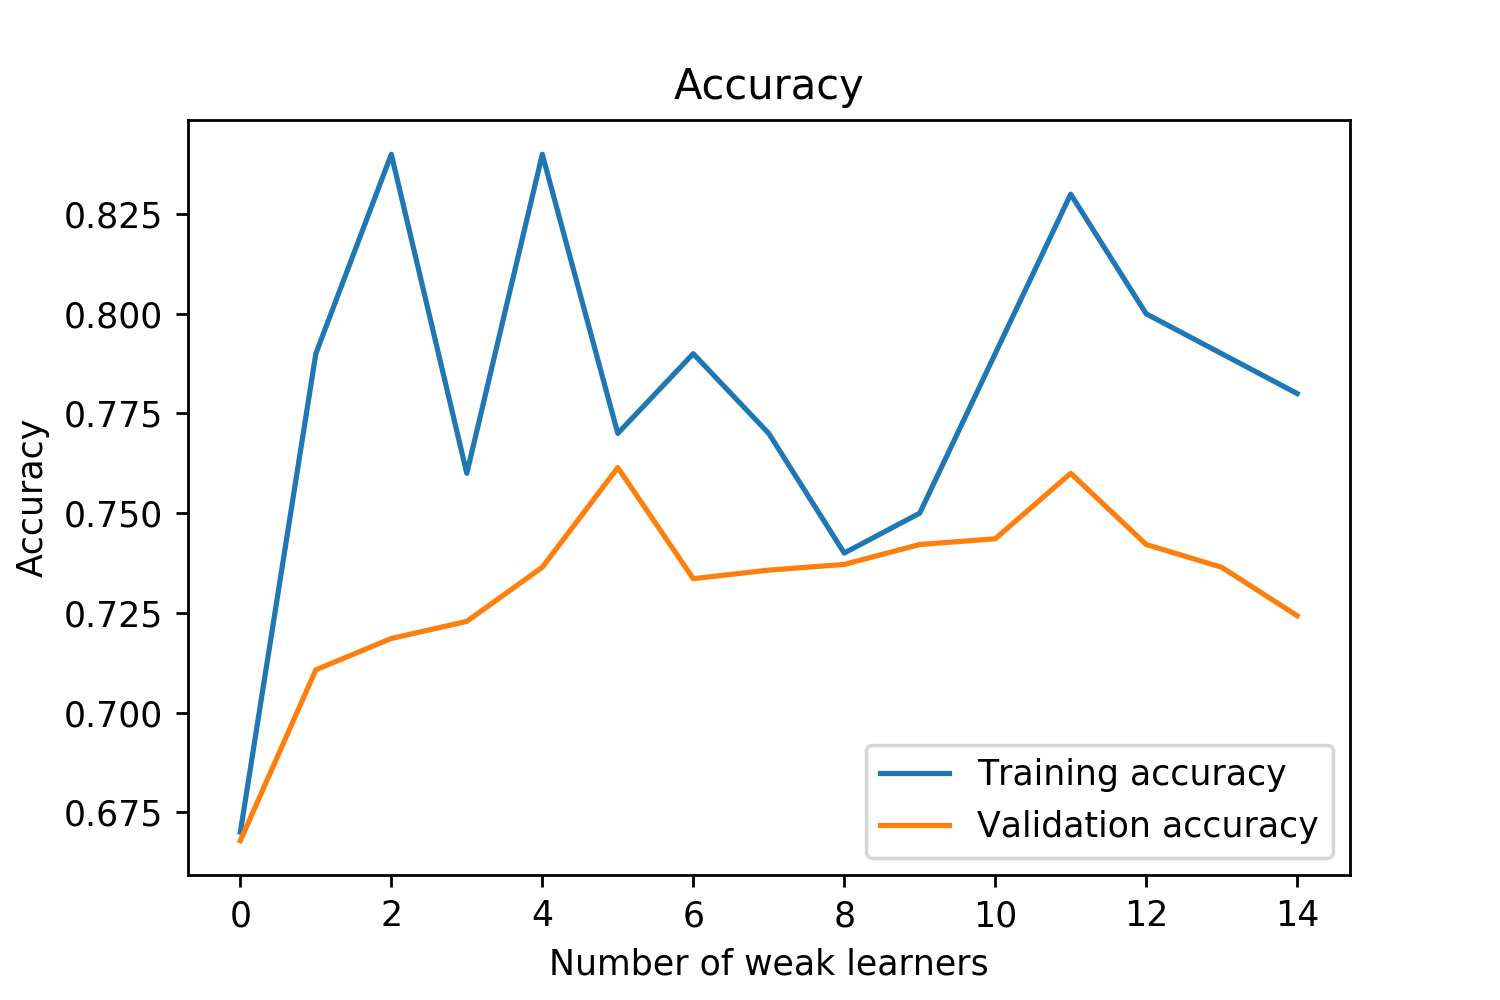 Accuracy
Accuracy
0.825
0.800
0.775
0.750
0.725
0.700
0.675
Training accuracy
Validation accuracy
0 2 4 6 8 10 12 14
Number of weak learners